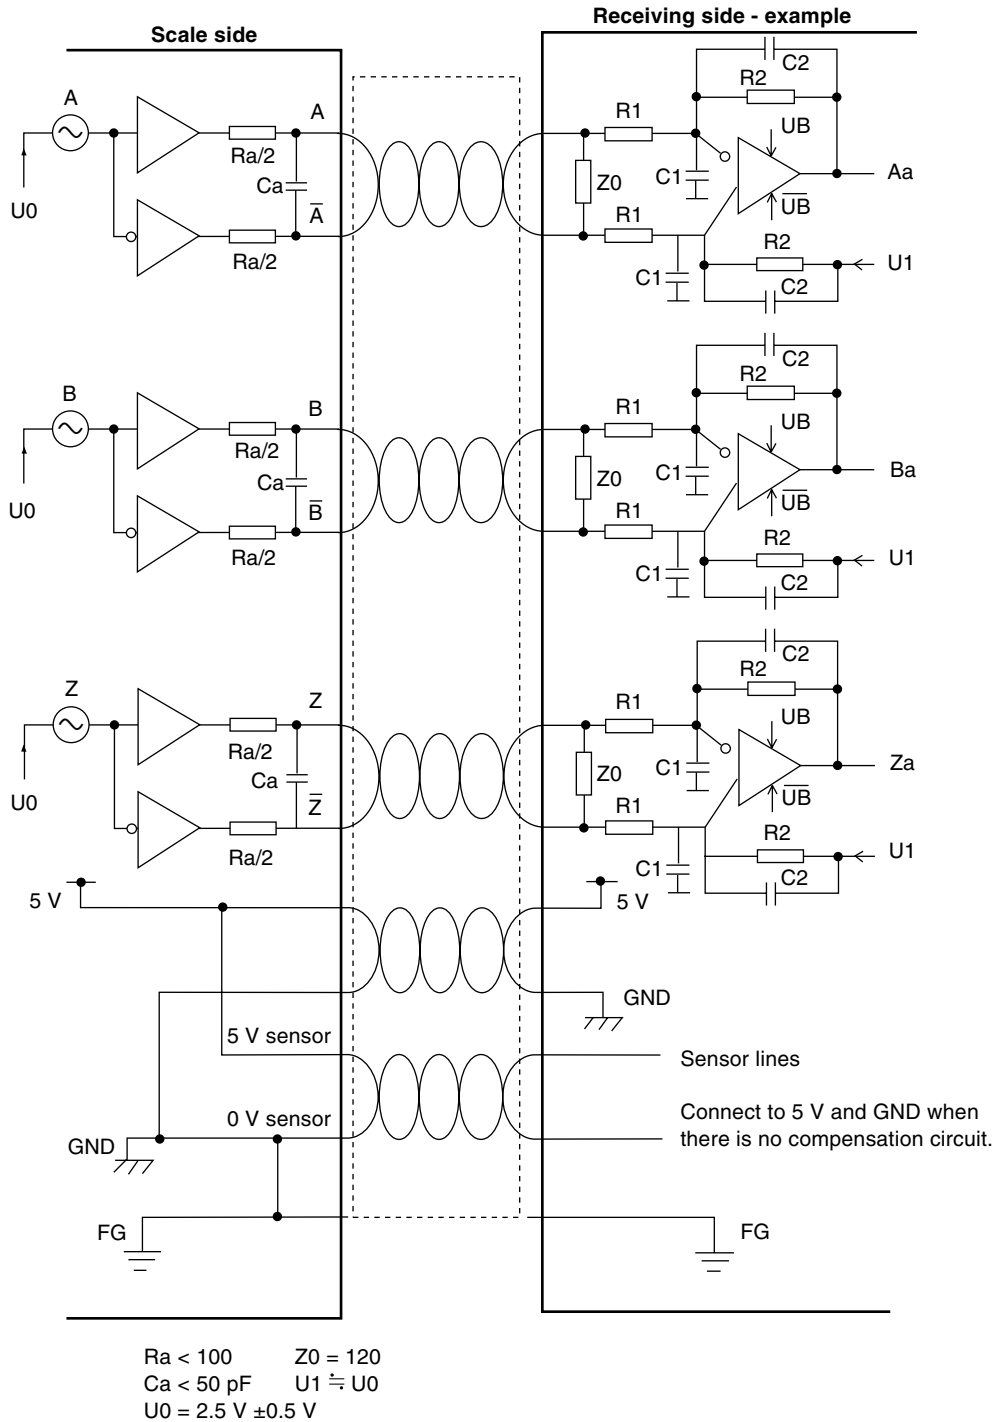 Scale side
Receiving side - example
A
U0
Ra/2
A
Ca
A̅
Ra/2
R1
Z0
R1
C1
C1
C2
R2
UB
U̅B̅
Aa
R2
U1
C2
B
U0
Ra/2
B
Ca
B̅
Ra/2
R1
Z0
R1
C1
C1
C2
R2
UB
U̅B̅
Ba
R2
U1
C2
Z
U0
Ra/2
Z
Ca
Z̅
Ra/2
R1
Z0
R1
C1
C1
C2
R2
UB
U̅B̅
Za
R2
U1
C2
5 V
5 V
GND
5 V sensor
Sensor lines
0 V sensor
Connect to 5 V and GND when
there is no compensation circuit.
GND
FG
FG
Ra < 100 Z0 = 120
Ca < 50 pF U1 ≒ U0
U0 = 2.5 V ±0.5 V